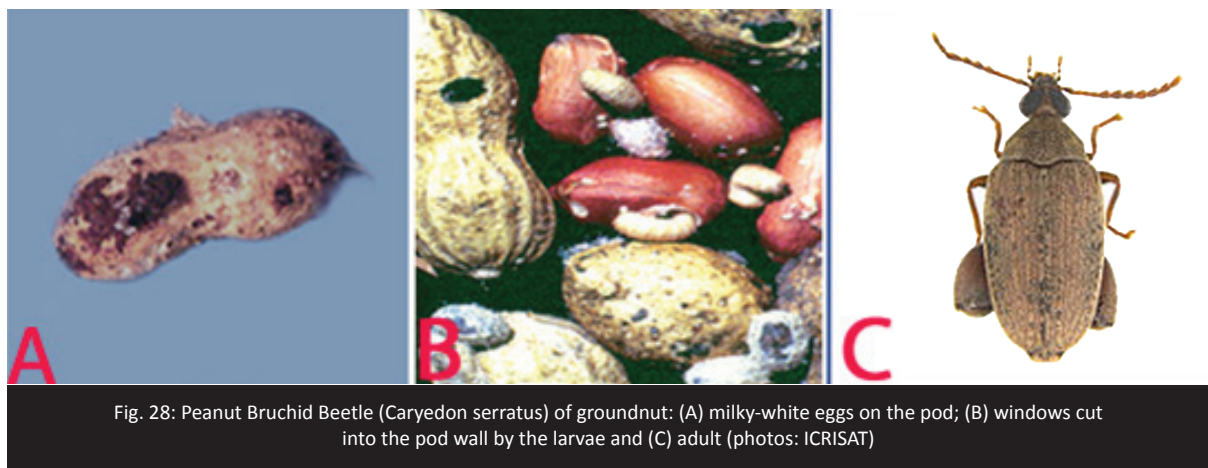 A
B
C
Fig. 28: Peanut Bruchid Beetle (Caryedon serratus) of groundnut: (A) milky-white eggs on the pod; (B) windows cut
into the pod wall by the larvae and (C) adult (photos: ICRISAT)